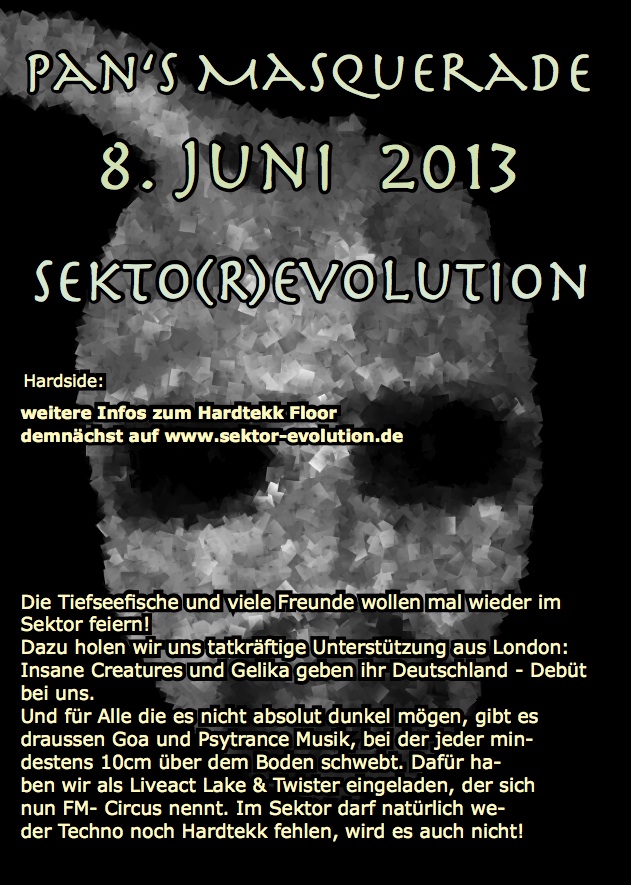 Pan's Masquerade
8. Juni 2013
Sekto(r)evolution
Hardside:
weitere Infos zum Hardtekk Floor
demnächst auf www.sektor-evolution.de
Die Tiefseefische und viele Freunde wollen mal wieder im
Sektor feiern!
Dazu holen wir uns tatkräftige Unterstützung aus London:
Insane Creatures und Gelika geben ihr Deutschland - Debüt
bei uns.
Und für Alle die es nicht absolut dunkel mögen, gibt es
draussen Goa und Psytrance Musik, bei der jeder min-
destens 10cm über dem Boden schwebt. Dafür ha-
ben wir als Liveact Lake & Twister eingeladen, der sich
nun FM- Circus nennt. Im Sektor darf natürlich we-
der Techno noch Hardtekk fehlen, wird es auch nicht!